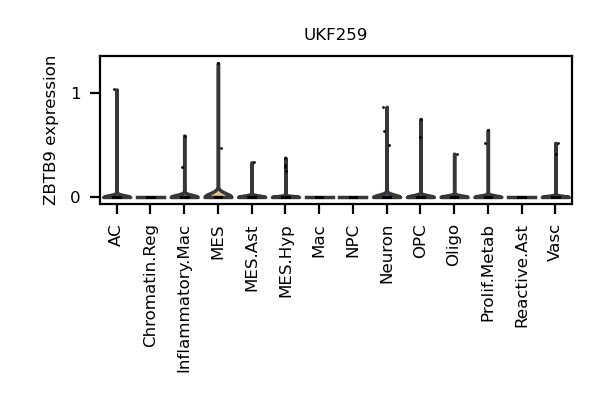 UKF259
ZBTB9 expression
1
0
AC
Chromatin.Reg
Inflammatory.Mac
MES
MES.Ast
MES.Hyp
Mac
NPC
Neuron
OPC
Oligo
Prolif.Metab
Reactive.Ast
Vasc